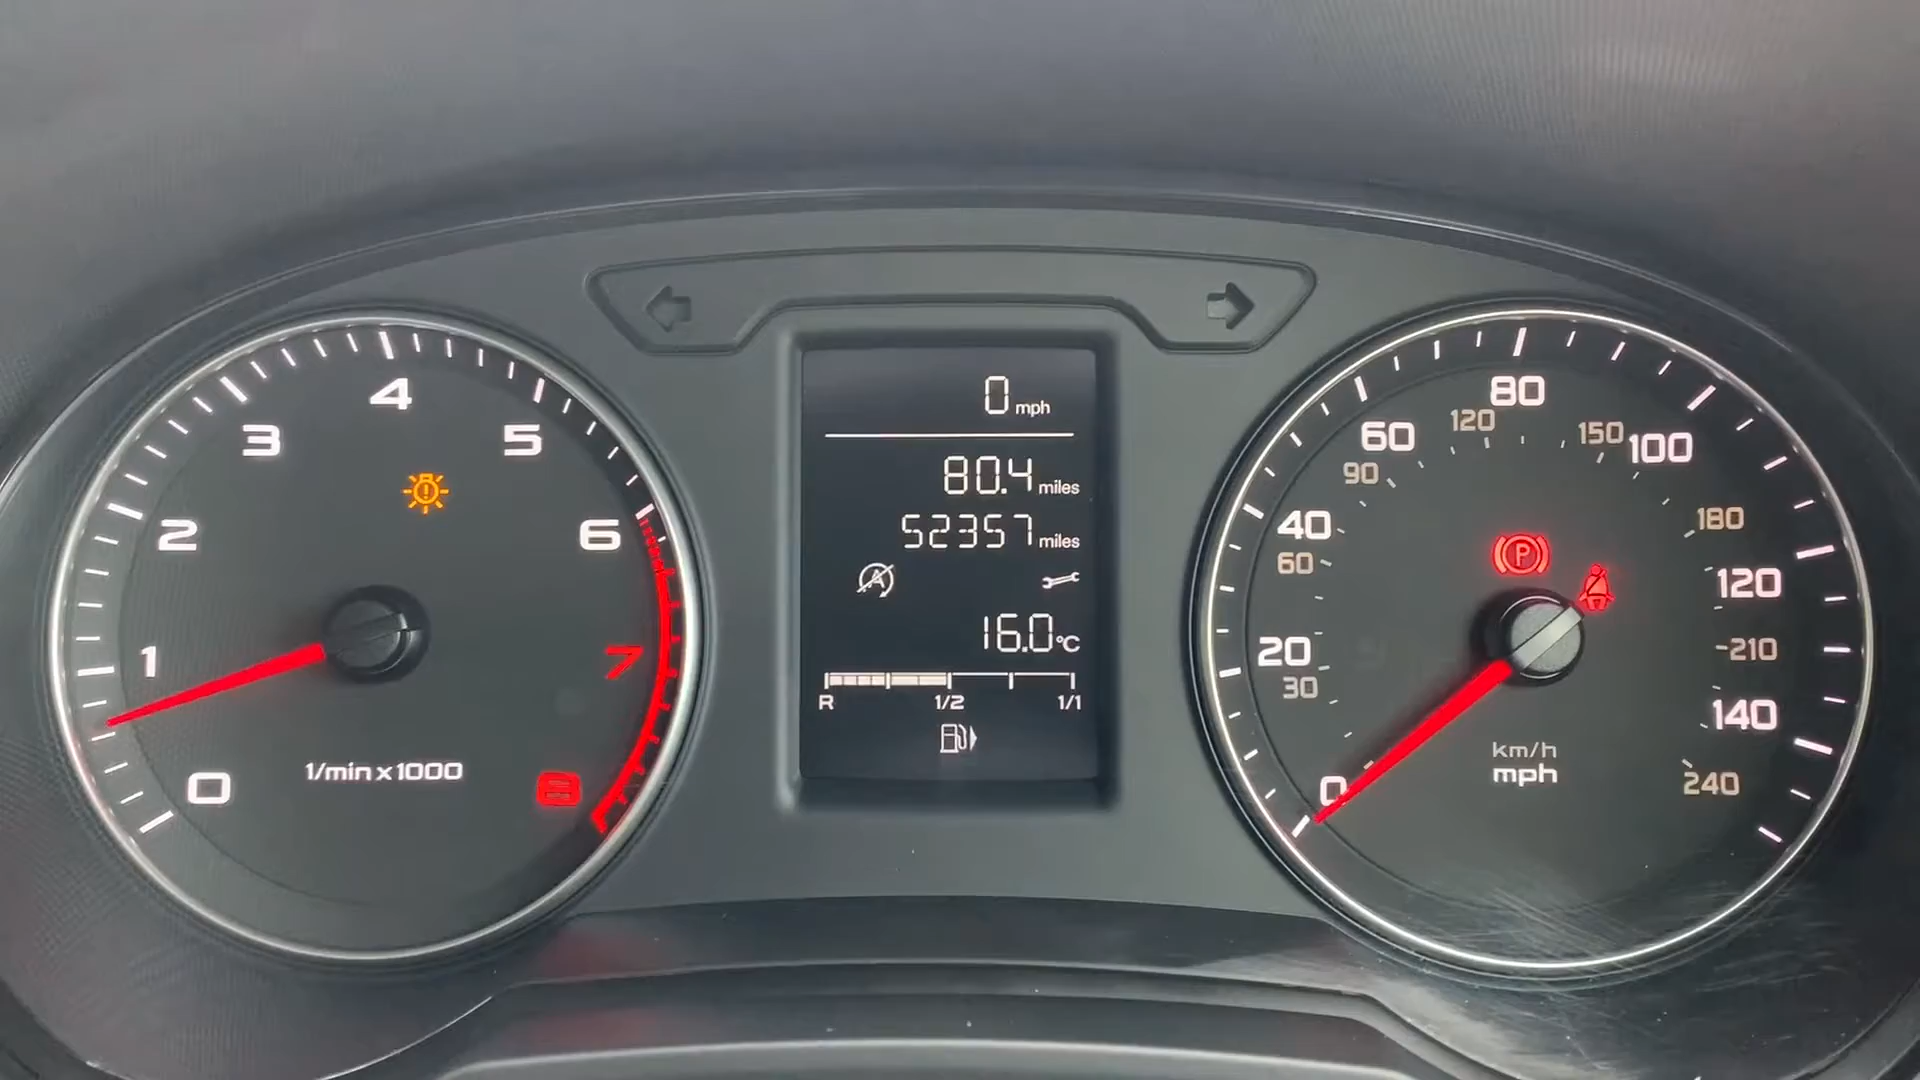 0
1
2
3
4
5
6
7
8
1/min x 1000
0 mph
80.4 miles
52357 miles
A
16.0°C
R 1/2 1/1
0
20
40
60
80
100
120
140
30
60
90
120
150
180
210
240
P
km/h
mph